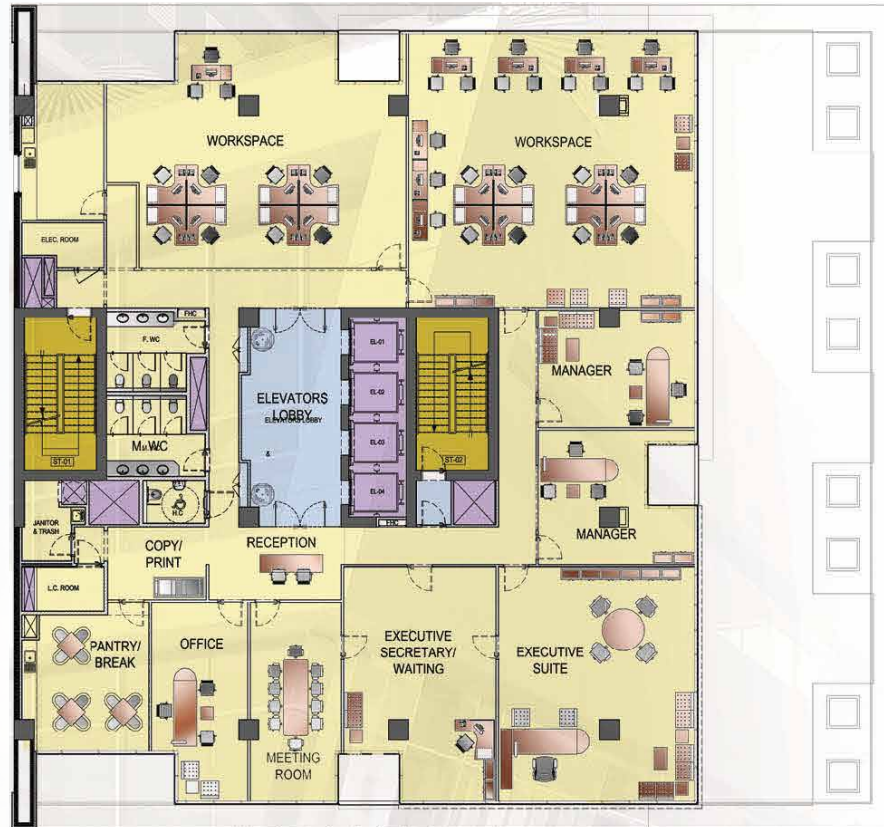 WORKSPACE
WORKSPACE
ELEC. ROOM
FHC
F. WC
EL-01
EL-02
EL-03
EL-04
ELEVATORS
LOBBY
ELEVATORS LOBBY
MANAGER
M. WC
ST-01
ST-02
H.C
FHC
JANITOR
& TRASH
COPY/
PRINT
RECEPTION
MANAGER
L.C. ROOM
PANTRY/
BREAK
OFFICE
EXECUTIVE
SECRETARY/
WAITING
EXECUTIVE
SUITE
MEETING
ROOM